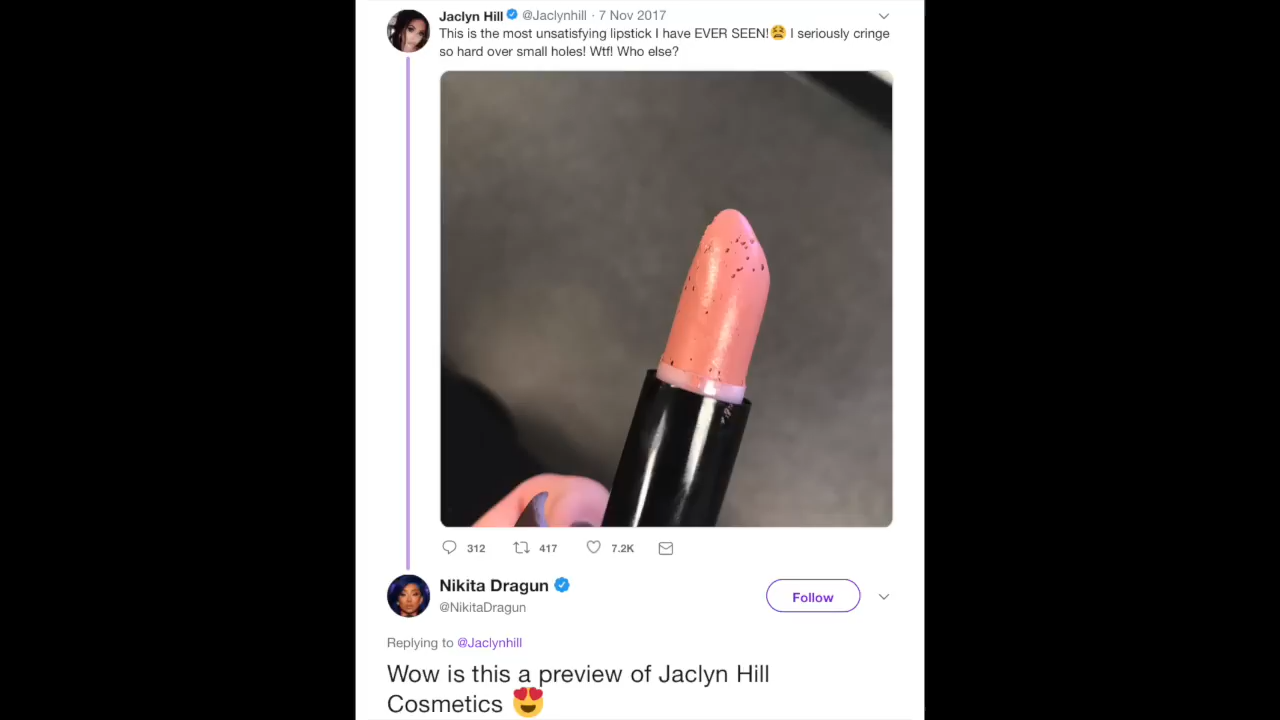 Jaclyn Hill @Jaclynhill · 7 Nov 2017
This is the most unsatisfying lipstick I have EVER SEEN!😫 I seriously cringe
so hard over small holes! Wtf! Who else?
312 417 7.2K
Nikita Dragun
@NikitaDragun
Follow
Replying to @Jaclynhill
Wow is this a preview of Jaclyn Hill
Cosmetics 😍